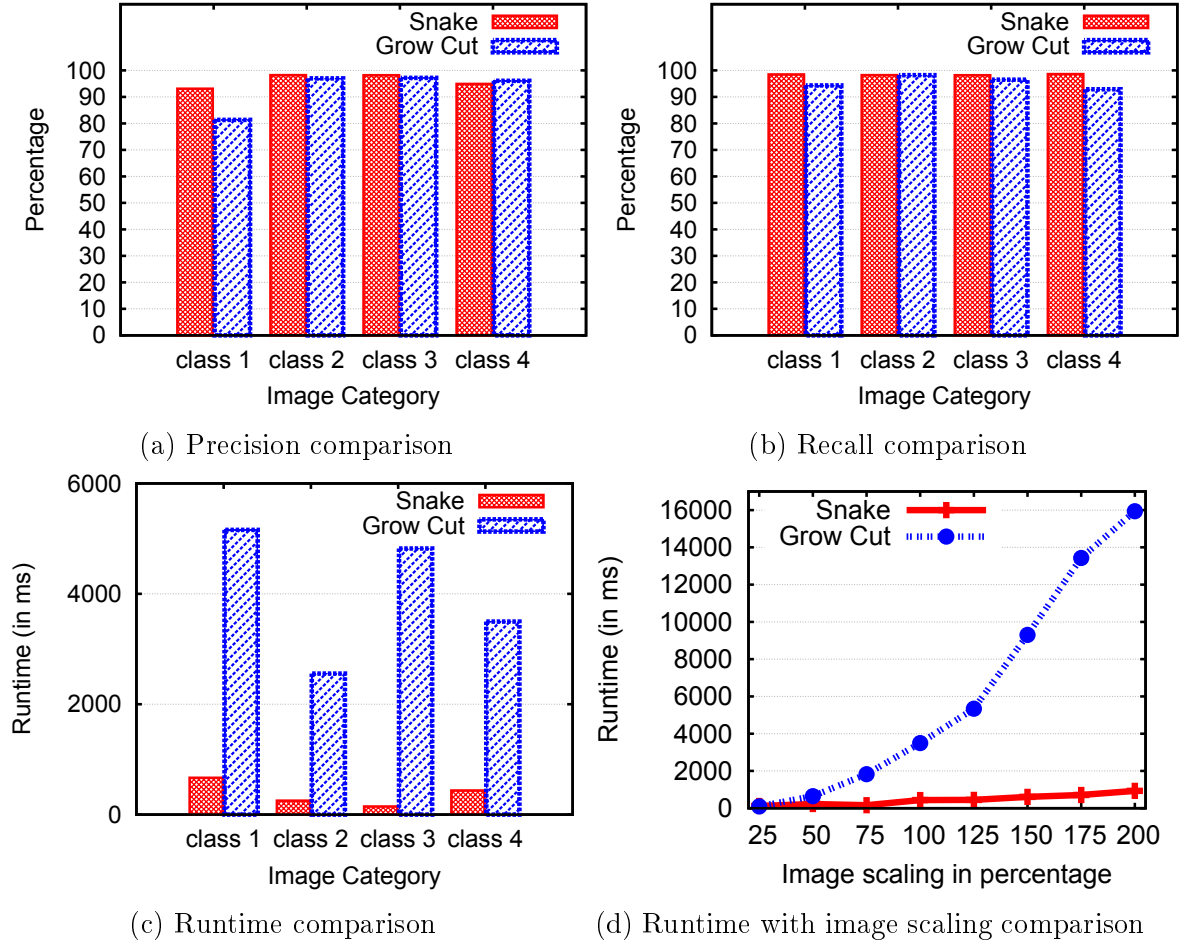 Snake
Grow Cut
100
90
80
70
60
50
40
30
20
10
0
Percentage
class 1 class 2 class 3 class 4
Image Category
(a) Precision comparison
Snake
Grow Cut
100
90
80
70
60
50
40
30
20
10
0
Percentage
class 1 class 2 class 3 class 4
Image Category
(b) Recall comparison
Snake
Grow Cut
6000
4000
2000
0
Runtime (in ms)
class 1 class 2 class 3 class 4
Image Category
(c) Runtime comparison
Snake
Grow Cut
16000
14000
12000
10000
8000
6000
4000
2000
0
Runtime (in ms)
25 50 75 100 125 150 175 200
Image scaling in percentage
(d) Runtime with image scaling comparison